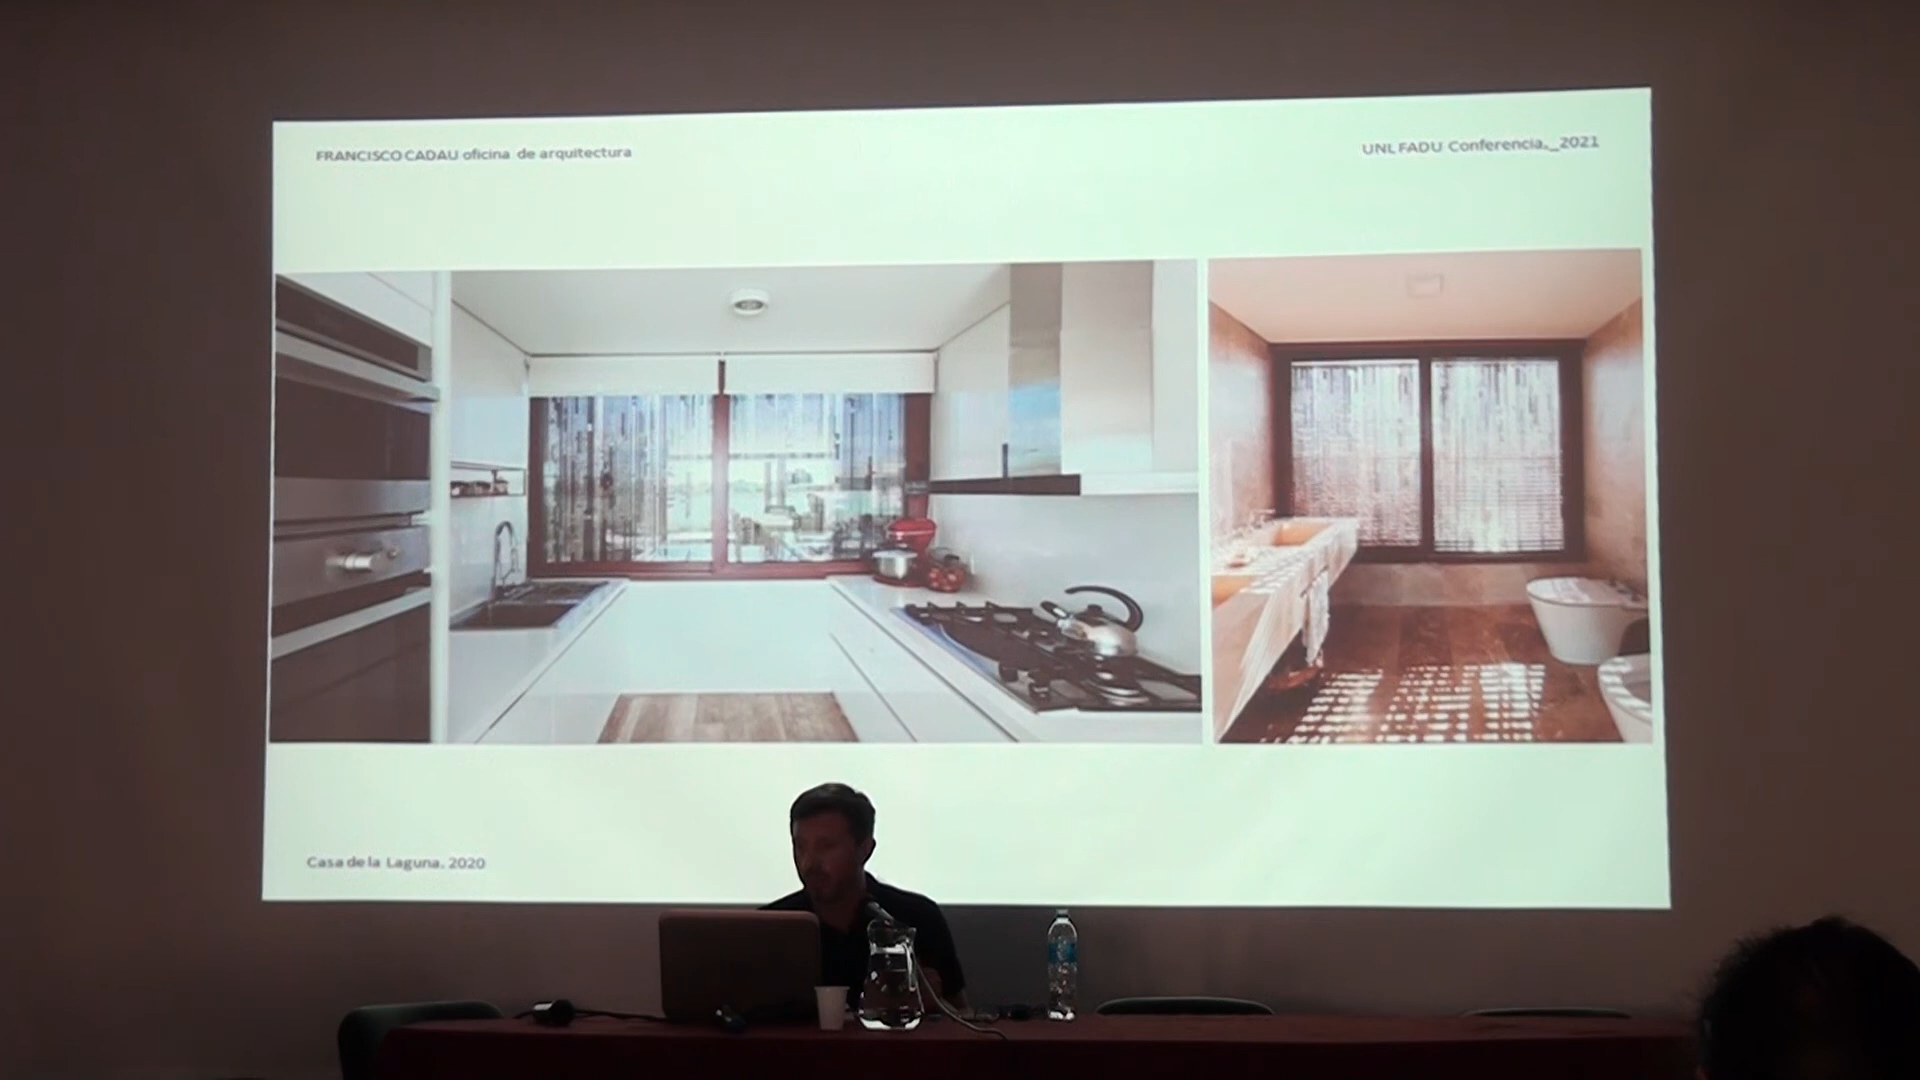 FRANCISCO CADAU oficina de arquitectura
UNL FADU Conferencia._2021
Casa de la Laguna. 2020